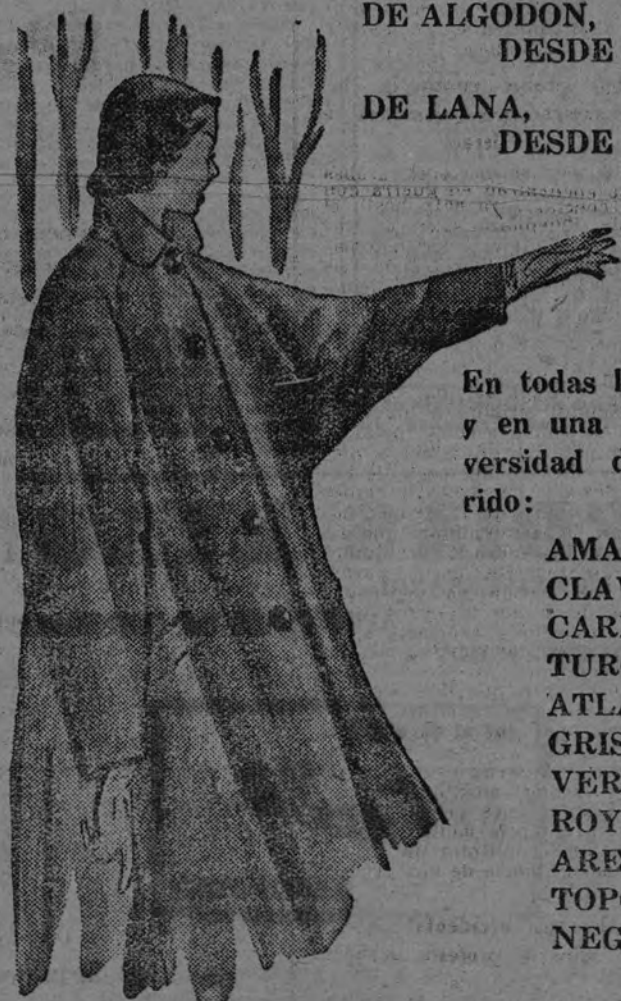 DE ALGODON,
DESDE
DE LANA,
DESDE
En todas l
y en una
versidad d
rido:
AMA
CLAV
CAR
TUR
ATLA
GRIS
VER
ROY
ARE
TOP
NEG